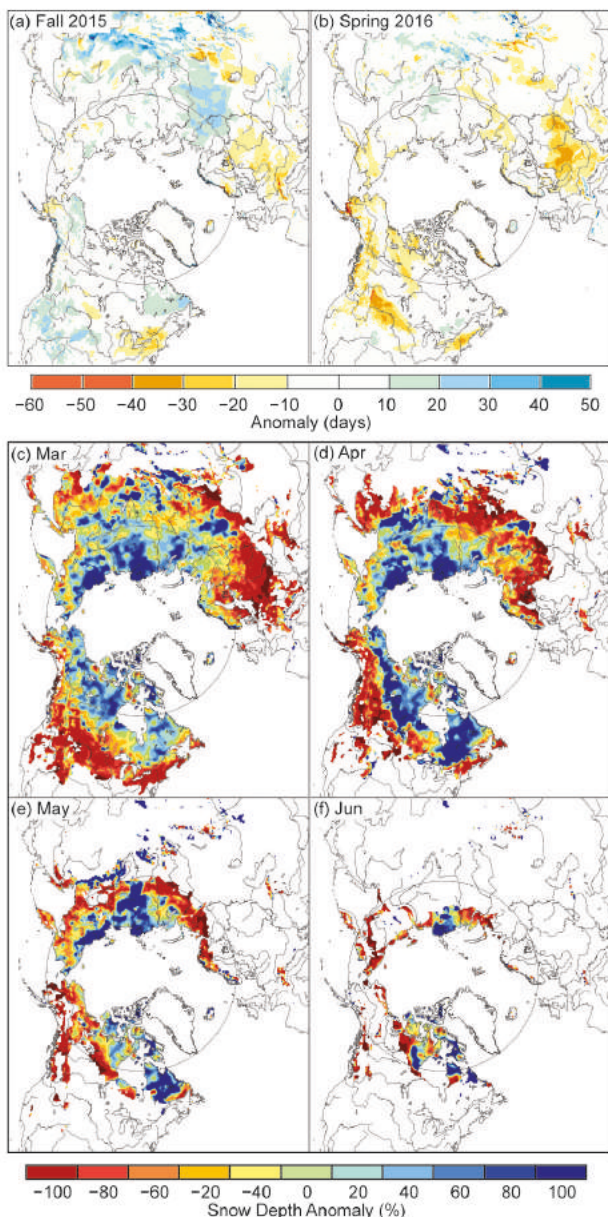 (a) Fall 2015
(b) Spring 2016
−60 −50 −40 −30 −20 −10 0 10 20 30 40 50
Anomaly (days)
(c) Mar
(d) Apr
(e) May
(f) Jun
−100 −80 −60 −20 −40 0 20 40 60 80 100
Snow Depth Anomaly (%)